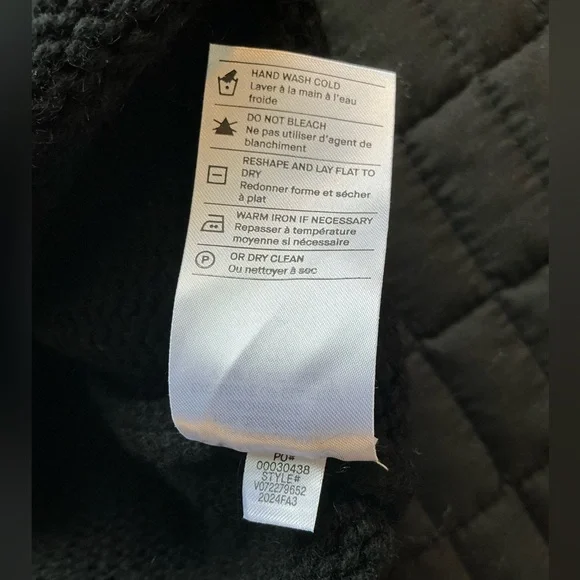 HAND WASH COLD
Laver à la main à l'eau
froide
DO NOT BLEACH
Ne pas utiliser d'agent de
blanchiment
RESHAPE AND LAY FLAT TO
DRY
Redonner forme et sécher
à plat
WARM IRON IF NECESSARY
Repasser à température
moyenne si nécessaire
P
OR DRY CLEAN
Ou nettoyer à sec
PO#
00030438
STYLE#
V072279652
2024FA3